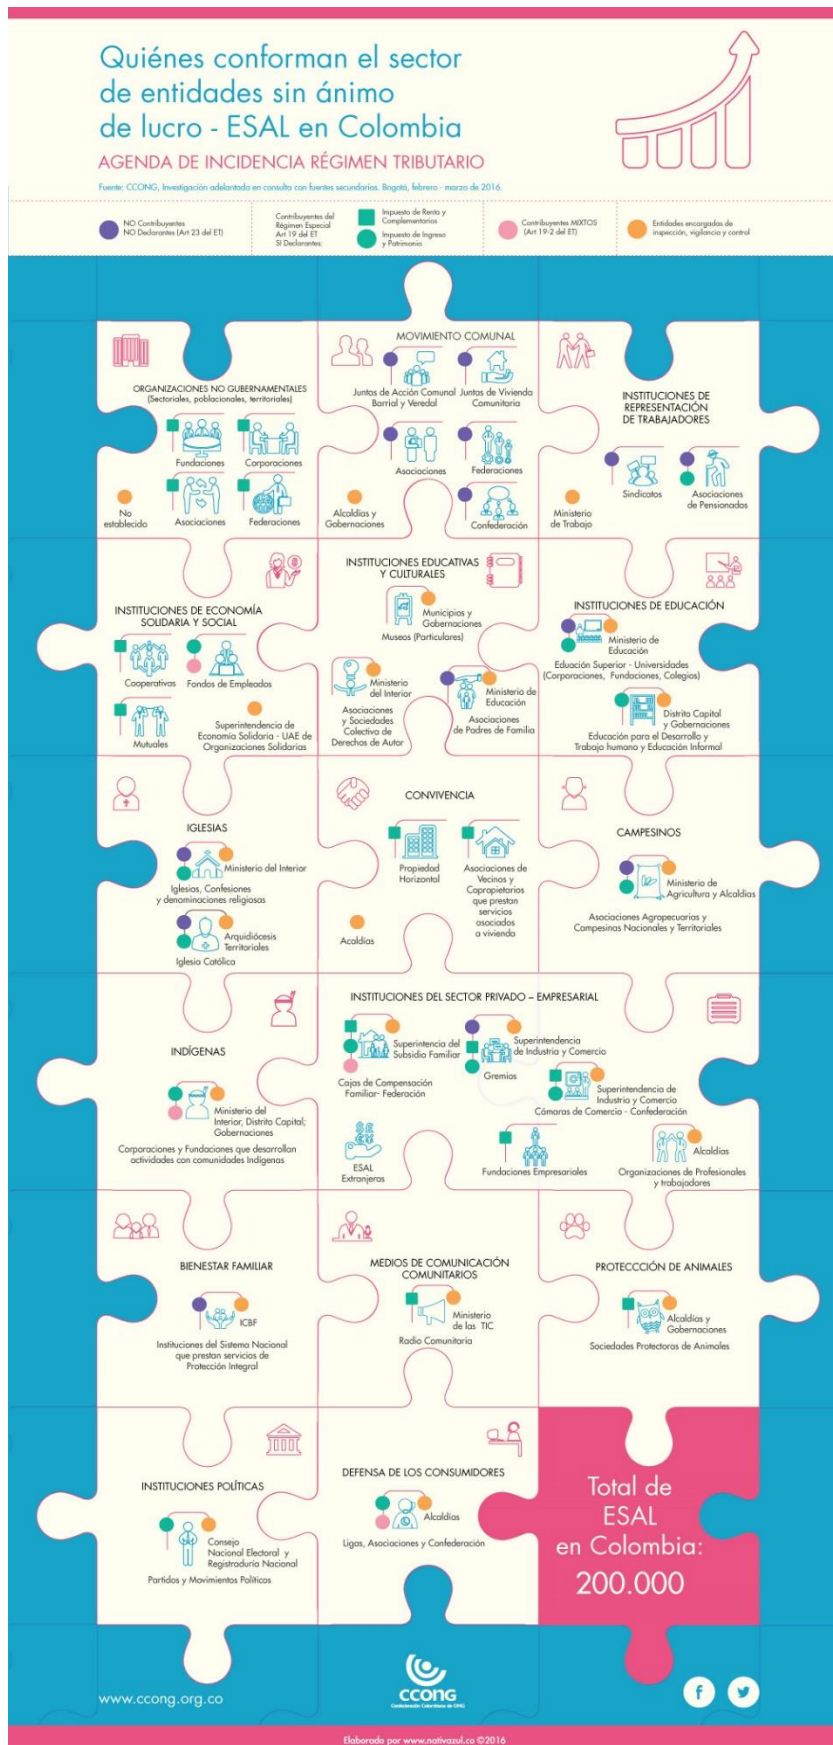 Quiénes conforman el sector
de entidades sin ánimo
de lucro - ESAL en Colombia
AGENDA DE INCIDENCIA RÉGIMEN TRIBUTARIO
Fuente: CCONG, Investigación adelantada en consulta con fuentes secundarias. Bogotá, febrero - marzo de 2016.
NO Contribuyentes
NO Declarantes (Art 23 del ET)
Contribuyentes del
Régimen Especial
Art 19 del ET
SI Declarantes:
Impuesto de Renta y
Complementarios
Impuesto de Ingreso
y Patrimonio
Contribuyentes MIXTOS
(Art 19-2 del ET)
Entidades encargadas de
inspección, vigilancia y control
ORGANIZACIONES NO GUBERNAMENTALES
(Sectoriales, poblacionales, territoriales)
Fundaciones
Corporaciones
No
establecido
Asociaciones
Federaciones
MOVIMIENTO COMUNAL
Juntas de Acción Comunal
Barrial y Veredal
Juntas de Vivienda
Comunitaria
Asociaciones
Federaciones
Alcaldías y
Gobernaciones
Confederación
INSTITUCIONES DE
REPRESENTACIÓN
DE TRABAJADORES
Sindicatos
Asociaciones
de Pensionados
Ministerio
de Trabajo
INSTITUCIONES DE ECONOMÍA
SOLIDARIA Y SOCIAL
Cooperativas
Fondos de Empleados
Mutuales
Superintendencia de
Economía Solidaria - UAE de
Organizaciones Solidarias
INSTITUCIONES EDUCATIVAS
Y CULTURALES
Municipios y
Gobernaciones
Museos (Particulares)
Ministerio
del Interior
Asociaciones
y Sociedades
Colectiva de
Derechos de Autor
Ministerio de
Educación
Asociaciones
de Padres de Familia
INSTITUCIONES DE EDUCACIÓN
Ministerio de
Educación
Eduación Superior - Universidades
(Corporaciones, Fundaciones, Colegios)
Distrito Capital
y Gobernaciones
Educación para el Desarrollo y
Trabajo humano y Educación Informal
IGLESIAS
Ministerio del Interior
Iglesias, Confesiones
y denominaciones religiosas
Arquidiócesis
Territoriales
Iglesia Católica
CONVIVENCIA
Propiedad
Horizontal
Asociaciones de
Vecinos y
Copropietarios
que prestan
servicios
asociados
a vivienda
Acaldías
CAMPESINOS
Ministerio de
Agricultura y Alcaldías
Asociaciones Agropecuarias y
Campesinas Nacionales y Territoriales
INDÍGENAS
Ministerio del
Interior, Distrito Capital;
Gobernaciones
Corporaciones y Fundaciones que desarrollan
actividades con comunidades Indígenas
INSTITUCIONES DEL SECTOR PRIVADO – EMPRESARIAL
Superintencia del
Subsidio Familiar
Cajas de Compensación
Familiar- Federación
Superintendencia
de Industria y Comercio
Gremios
Superintendencia de
Industria y Comercio
Cámaras de Comercio - Confederación
ESAL
Extranjeras
Fundaciones Empresariales
Alcaldías
Organizaciones de Profesionales
y trabajadores
BIENESTAR FAMILIAR
ICBF
Instituciones del Sistema Nacional
que prestan servicios de
Protección Integral
MEDIOS DE COMUNICACIÓN
COMUNITARIOS
Ministerio
de las TIC
Radio Comunitaria
PROTECCCIÓN DE ANIMALES
Alcaldías y
Gobernaciones
Sociedades Protectoras de Animales
INSTITUCIONES POLÍTICAS
Consejo
Nacional Electoral y
Registraduría Nacional
Partidos y Movimientos Políticos
DEFENSA DE LOS CONSUMIDORES
Alcaldías
Ligas, Asociaciones y Confederación
Total de
ESAL
en Colombia:
200.000
www.ccong.org.co
CCONG
Confederación Colombiana de ONG
Elaborado por www.nativazul.co ©2016